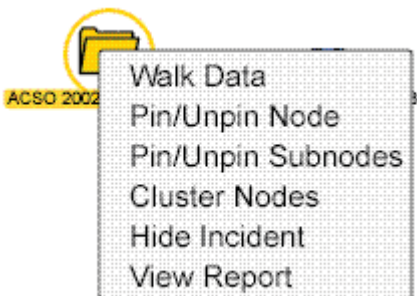 Walk Data
ACSO 2002
Pin/Unpin Node
Pin/Unpin Subnodes
Cluster Nodes
Hide Incident
View Report